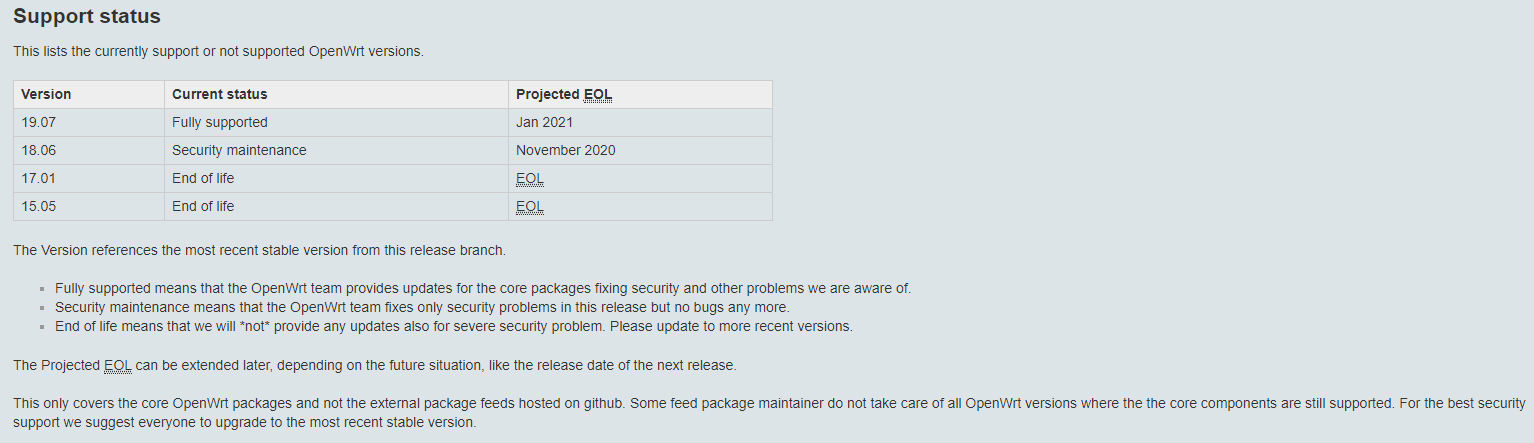 Support status
This lists the currently support or not supported OpenWrt versions.
Version Current status Projected EOL
19.07 Fully supported Jan 2021
18.06 Security maintenance November 2020
17.01 End of life EOL
15.05 End of life EOL
The Version references the most recent stable version from this release branch.
Fully supported means that the OpenWrt team provides updates for the core packages fixing security and other problems we are aware of.
Security maintenance means that the OpenWrt team fixes only security problems in this release but no bugs any more.
End of life means that we will *not* provide any updates also for severe security problem. Please update to more recent versions.
The Projected EOL can be extended later, depending on the future situation, like the release date of the next release.
This only covers the core OpenWrt packages and not the external package feeds hosted on github. Some feed package maintainer do not take care of all OpenWrt versions where the the core components are still supported. For the best security
support we suggest everyone to upgrade to the most recent stable version.